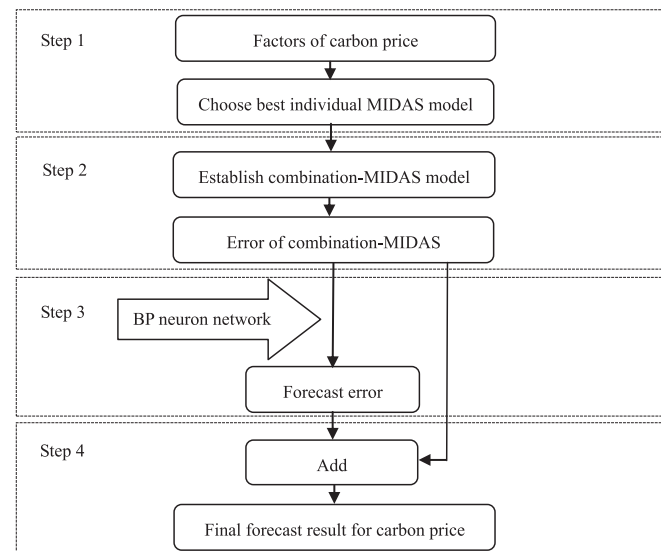 Step 1
Factors of carbon price
Choose best individual MIDAS model
Step 2
Establish combination-MIDAS model
Error of combination-MIDAS
Step 3
BP neuron network
Forecast error
Step 4
Add
Final forecast result for carbon price